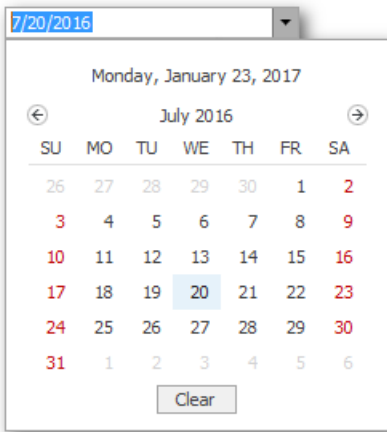 7/20/2016
Monday, January 23, 2017
July 2016
SU MO TU WE TH FR SA
26 27 28 29 30 1 2
3 4 5 6 7 8 9
10 11 12 13 14 15 16
17 18 19 20 21 22 23
24 25 26 27 28 29 30
31 1 2 3 4 5 6
Clear